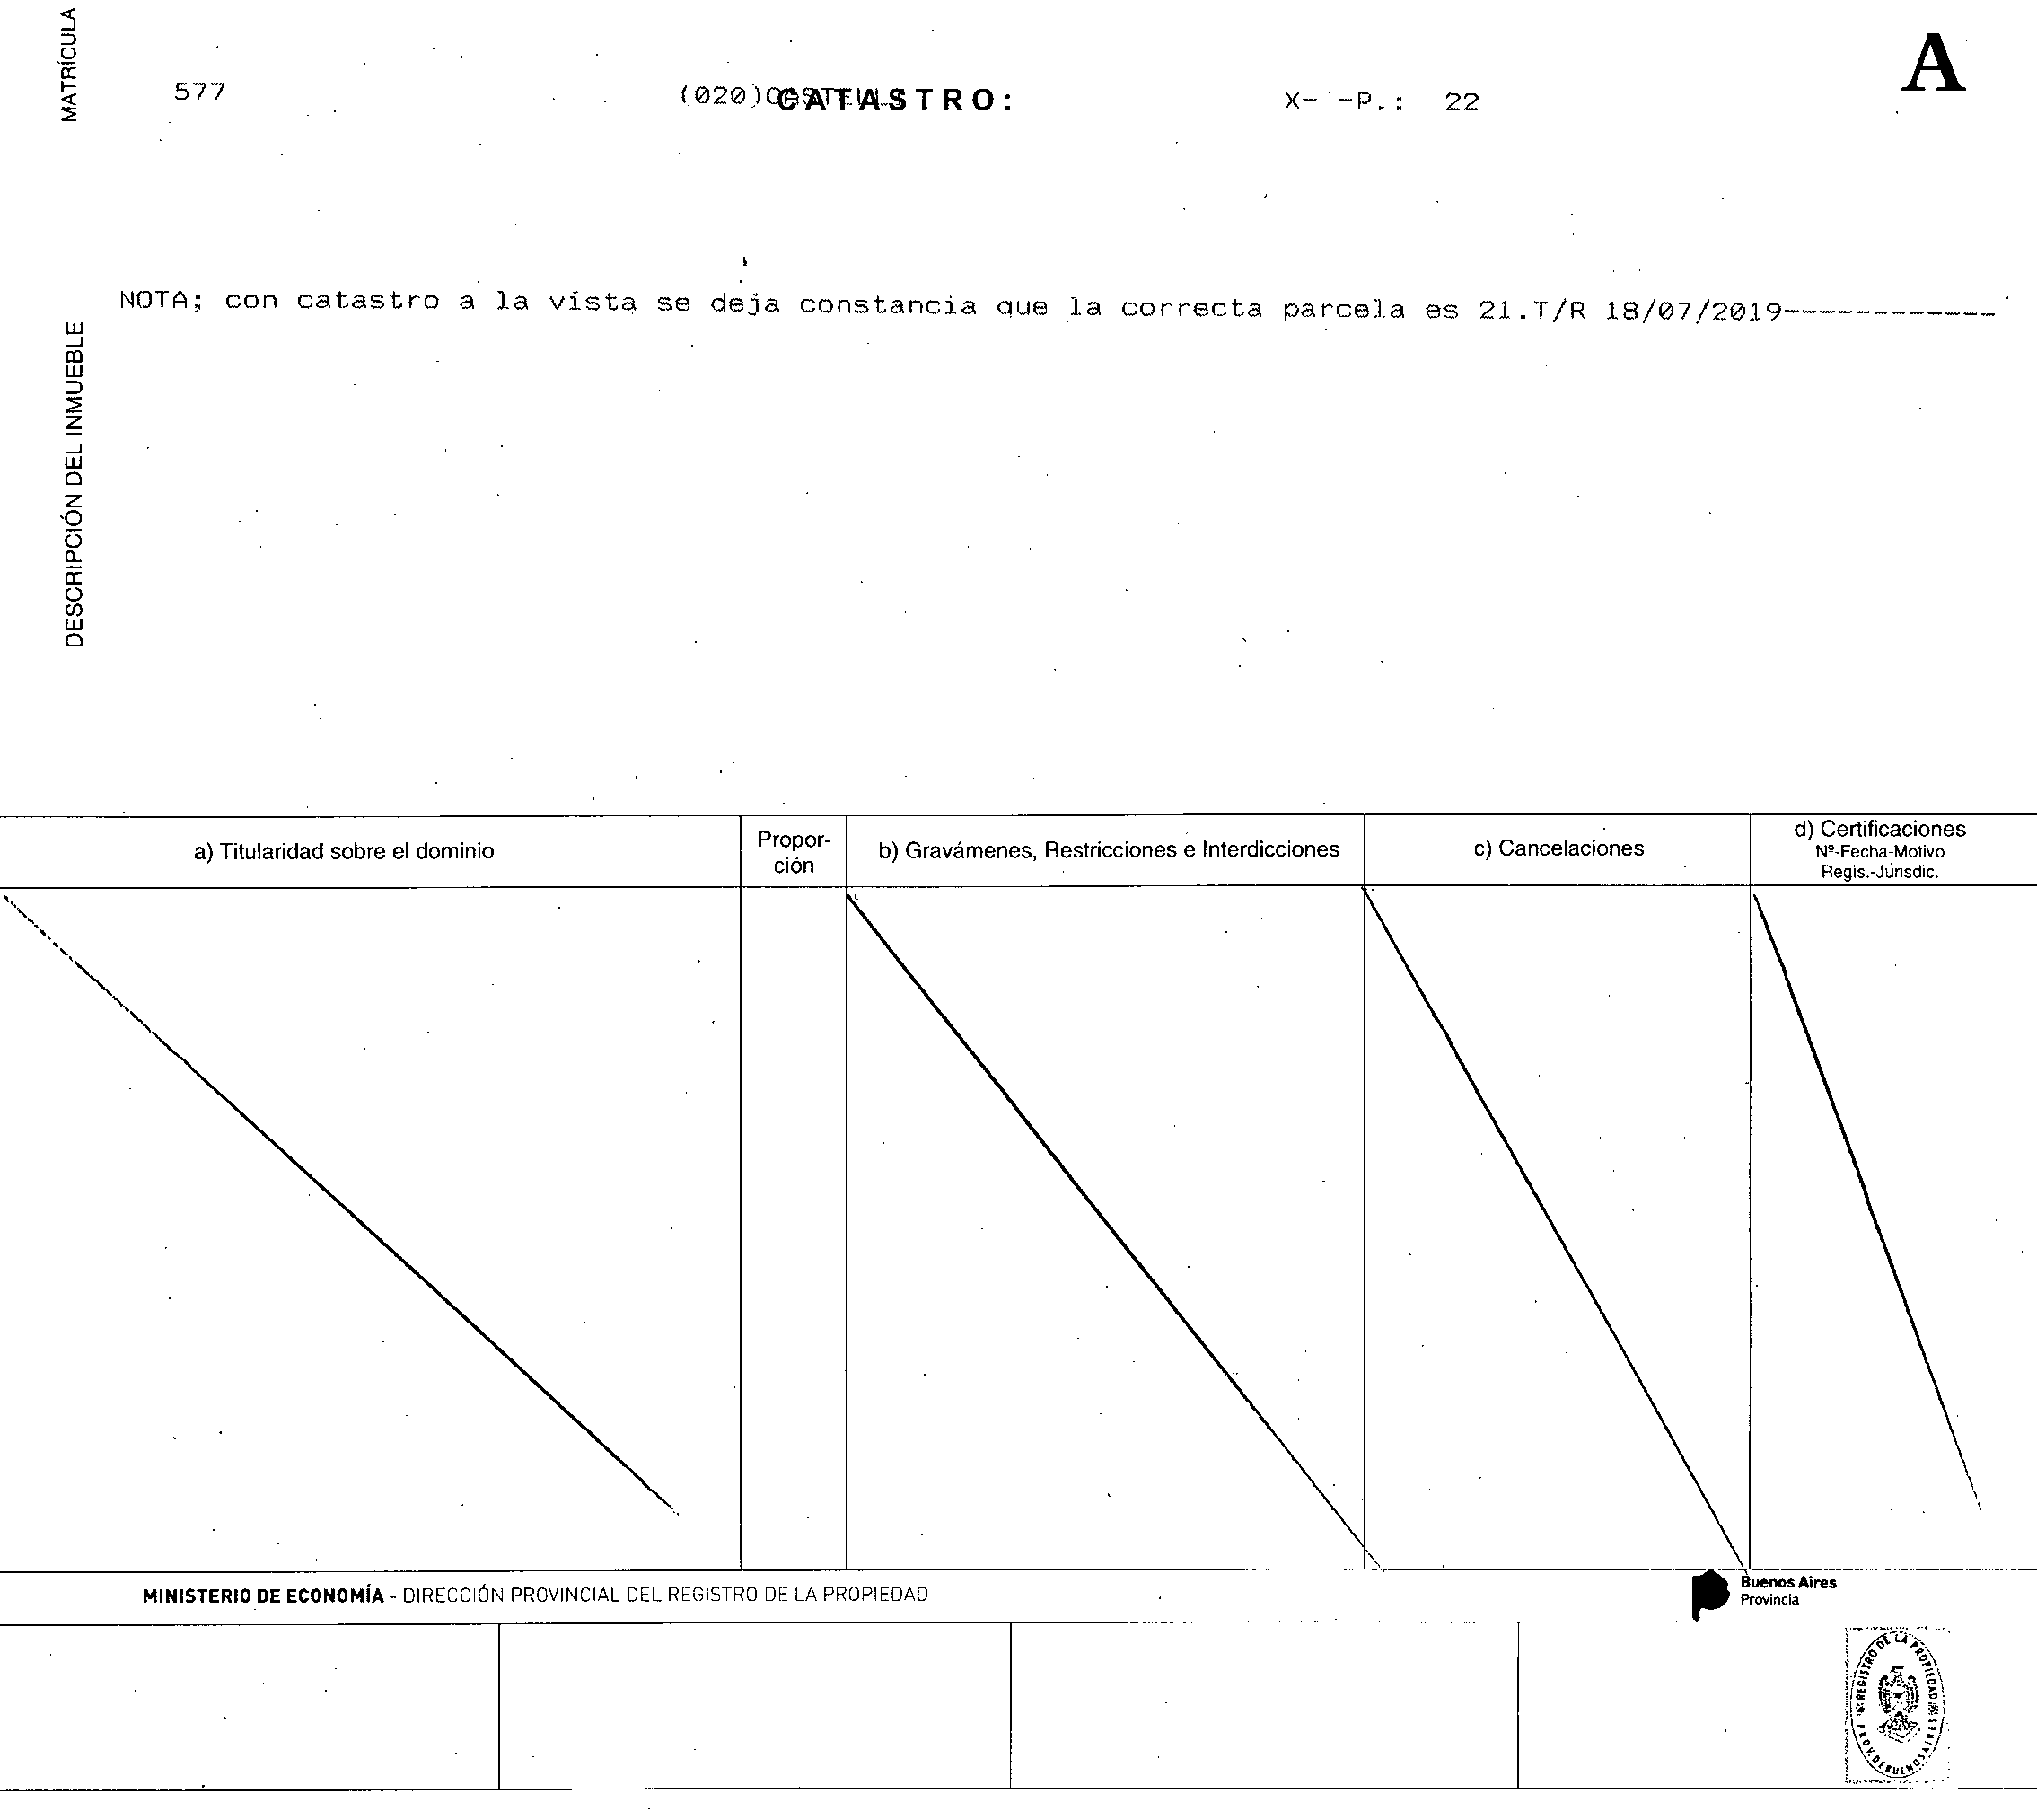 MATRÍCULA
577 (020) CATASTRO: X- -P.: 22
A
DESCRIPCIÓN DEL INMUEBLE
NOTA; con catastro a la vista se deja constancia que la correcta parcela es 21.T/R 18/07/2019------------
a) Titularidad sobre el dominio
Propor-
ción
b) Gravámenes, Restricciones e Interdicciones
c) Cancelaciones
d) Certificaciones
Nº-Fecha-Motivo
Regis.-Jurisdic.
MINISTERIO DE ECONOMÍA - DIRECCIÓN PROVINCIAL DEL REGISTRO DE LA PROPIEDAD
Buenos Aires
Provincia
REGISTRO DE LA PROPIEDAD
PROV. DE BUENOS AIRES